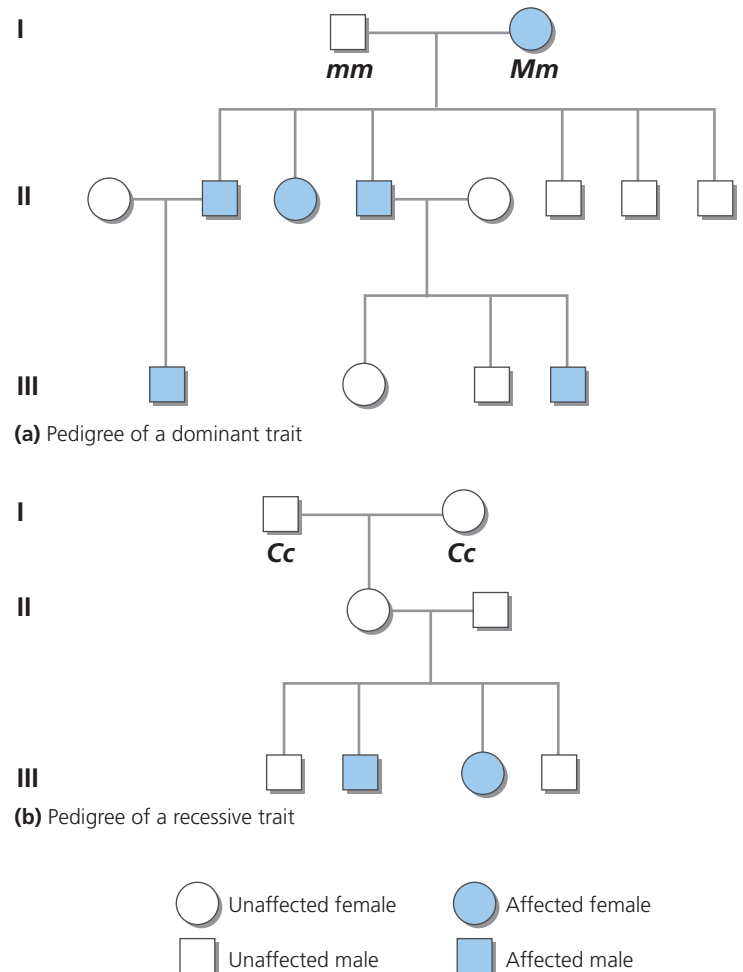 I
mm Mm
II
III
(a) Pedigree of a dominant trait
I
Cc Cc
II
III
(b) Pedigree of a recessive trait
Unaffected female Affected female
Unaffected male Affected male